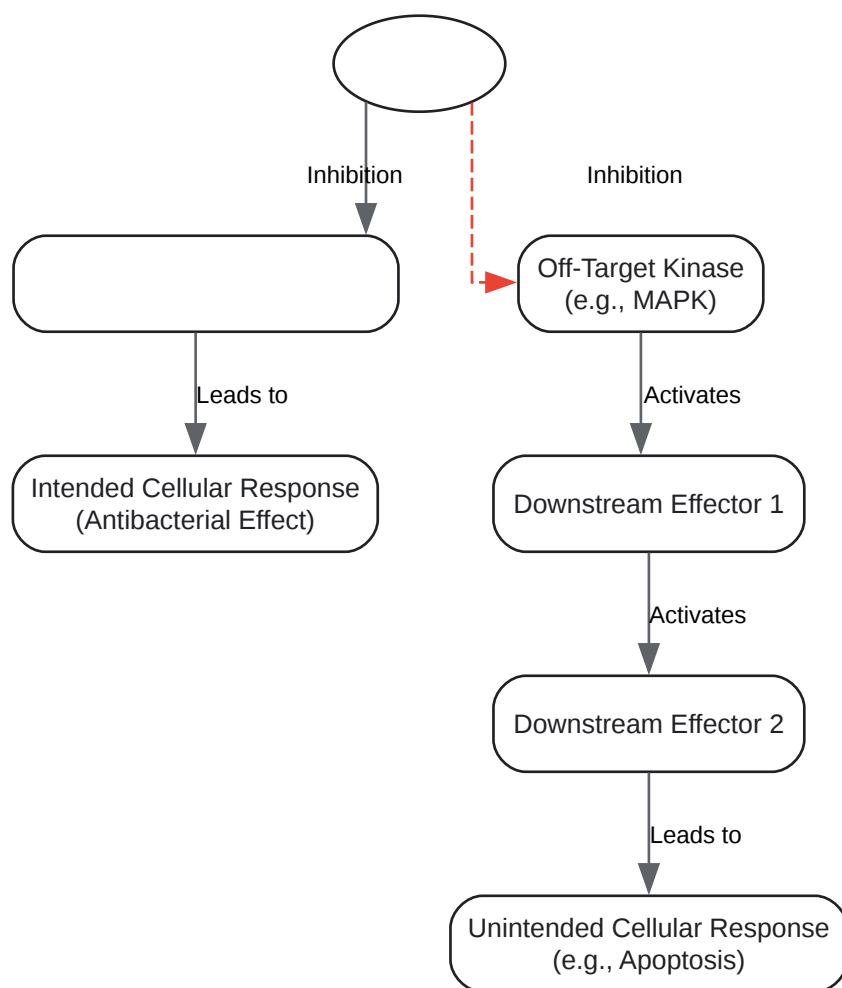 Inhibition
Inhibition
Off-Target Kinase
(e.g., MAPK)
Leads to
Activates
Intended Cellular Response
(Antibacterial Effect)
Downstream Effector 1
Activates
Downstream Effector 2
Leads to
Unintended Cellular Response
(e.g., Apoptosis)